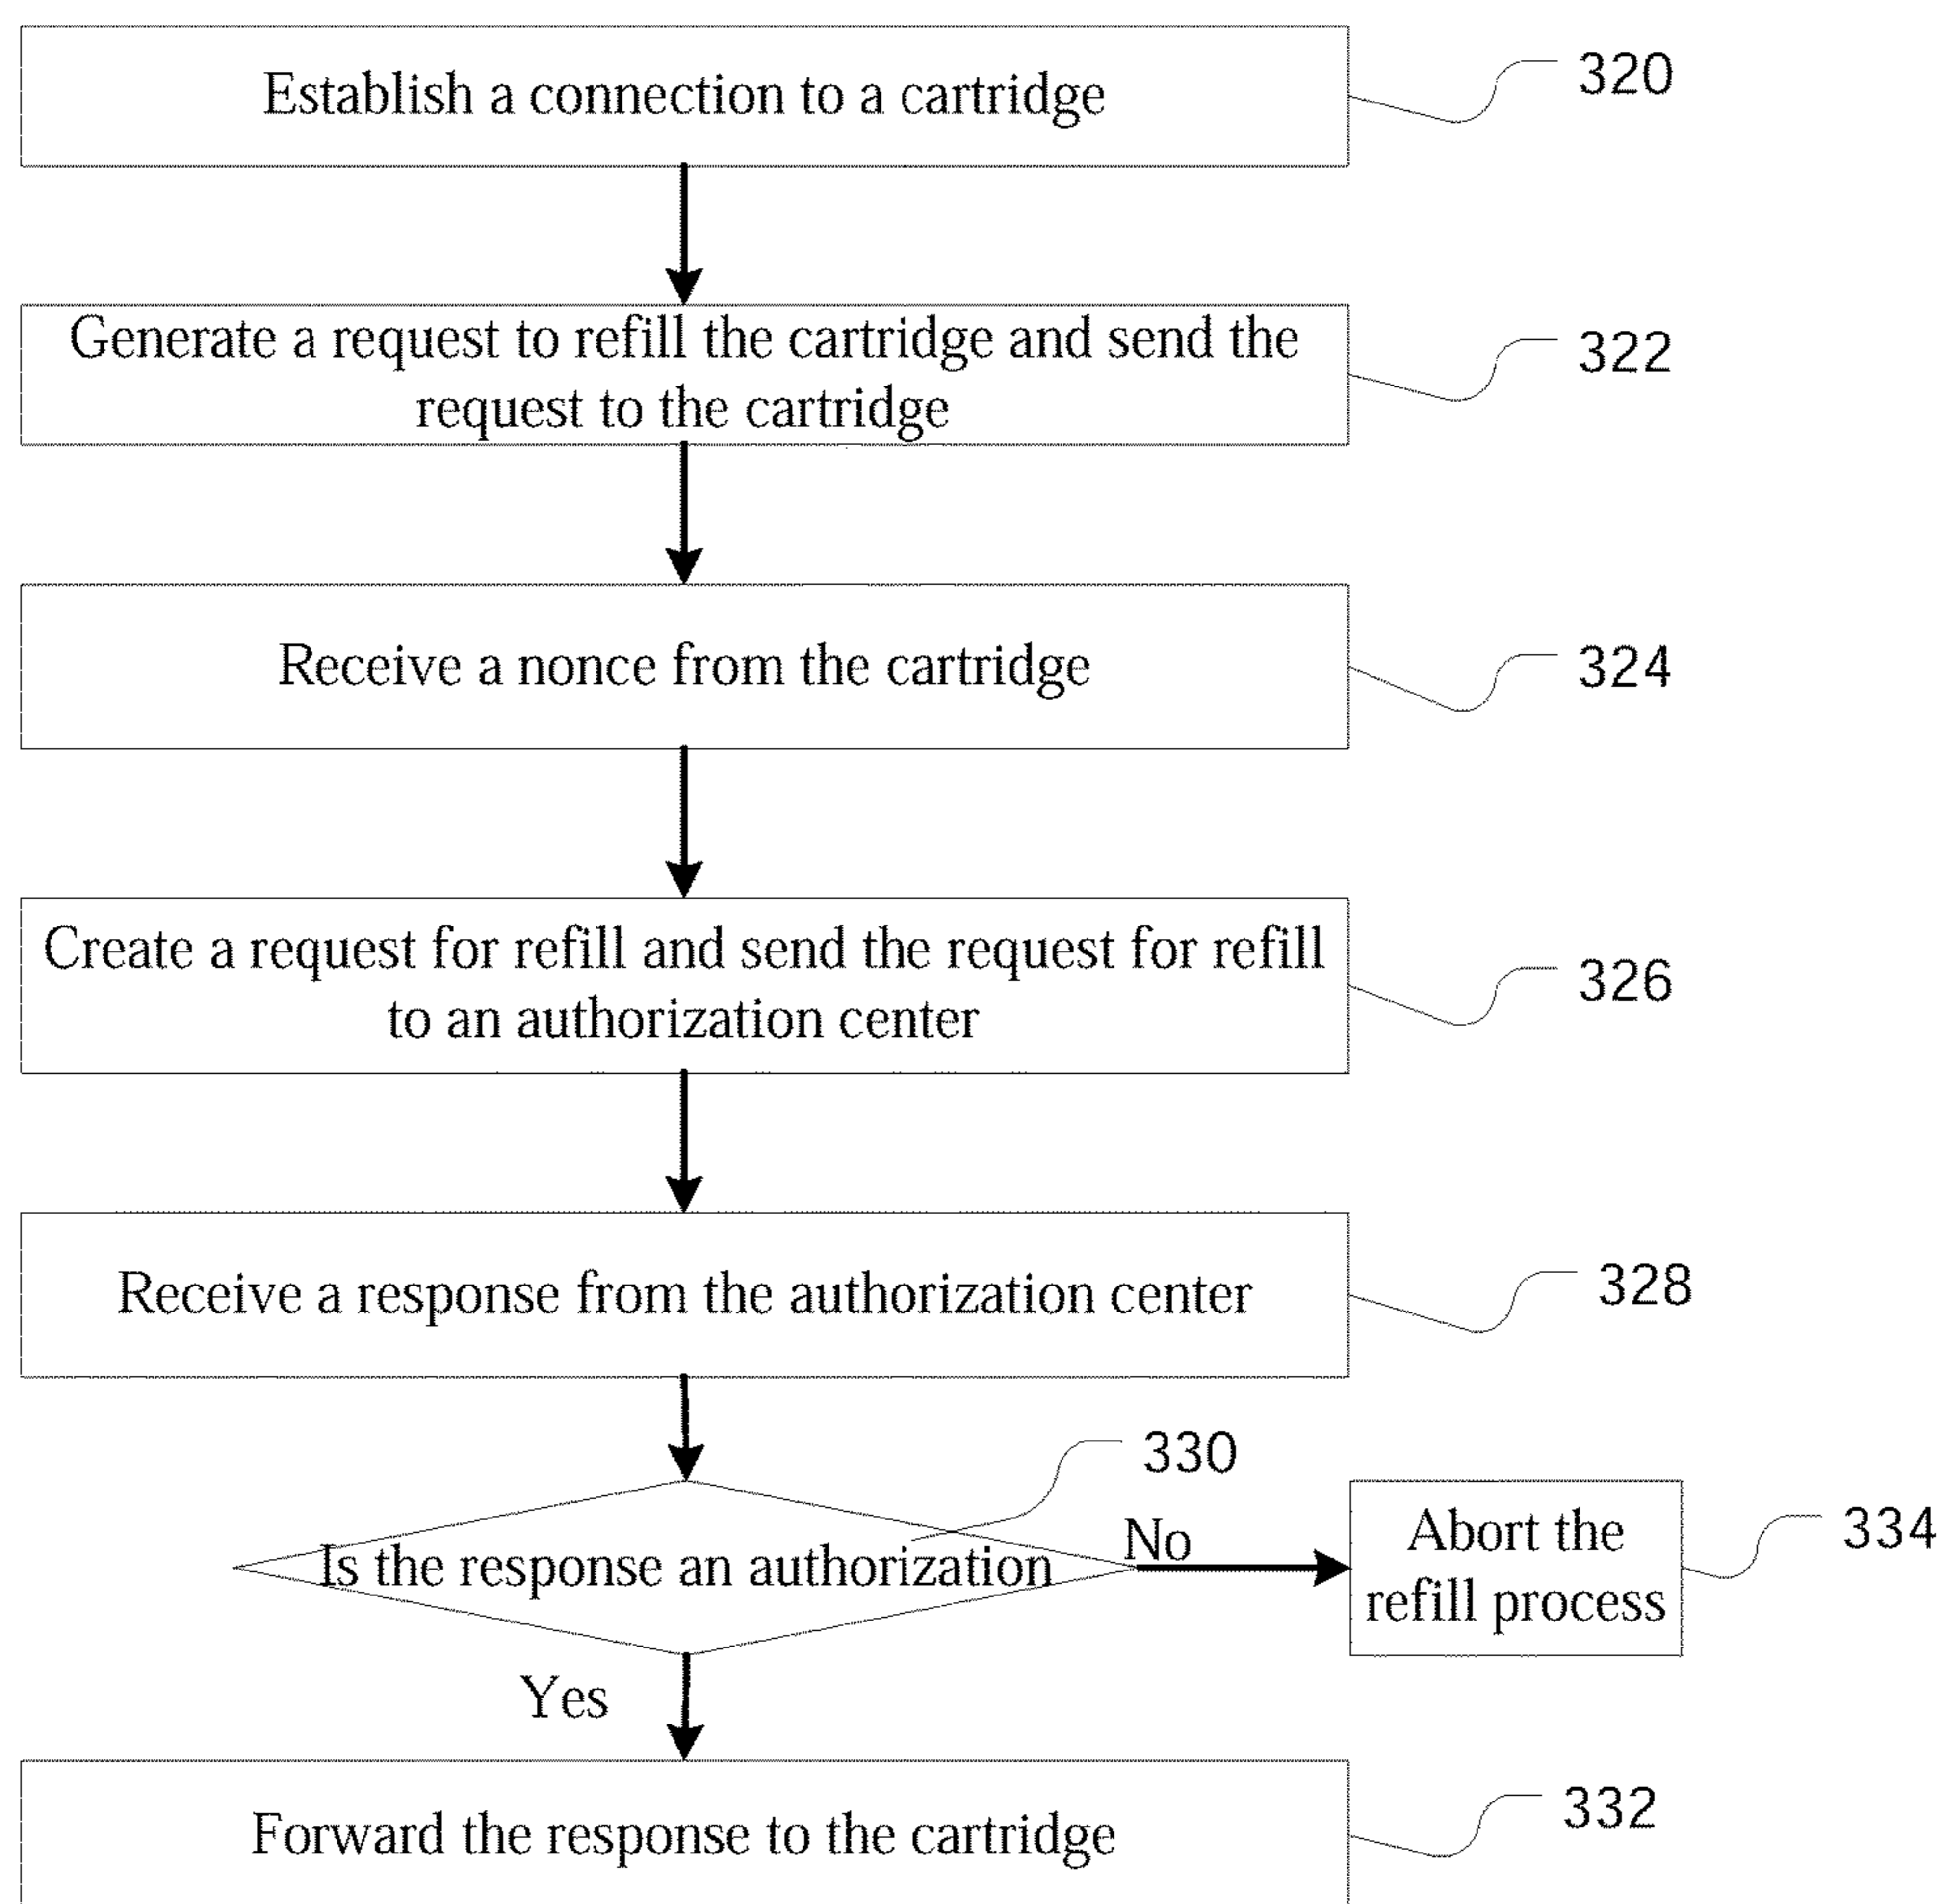 Establish a connection to a cartridge
320
Generate a request to refill the cartridge and send the
request to the cartridge
322
Receive a nonce from the cartridge
324
Create a request for refill and send the request for refill
to an authorization center
326
Receive a response from the authorization center
328
330
Is the response an authorization
No
Abort the
refill process
334
Yes
Forward the response to the cartridge
332